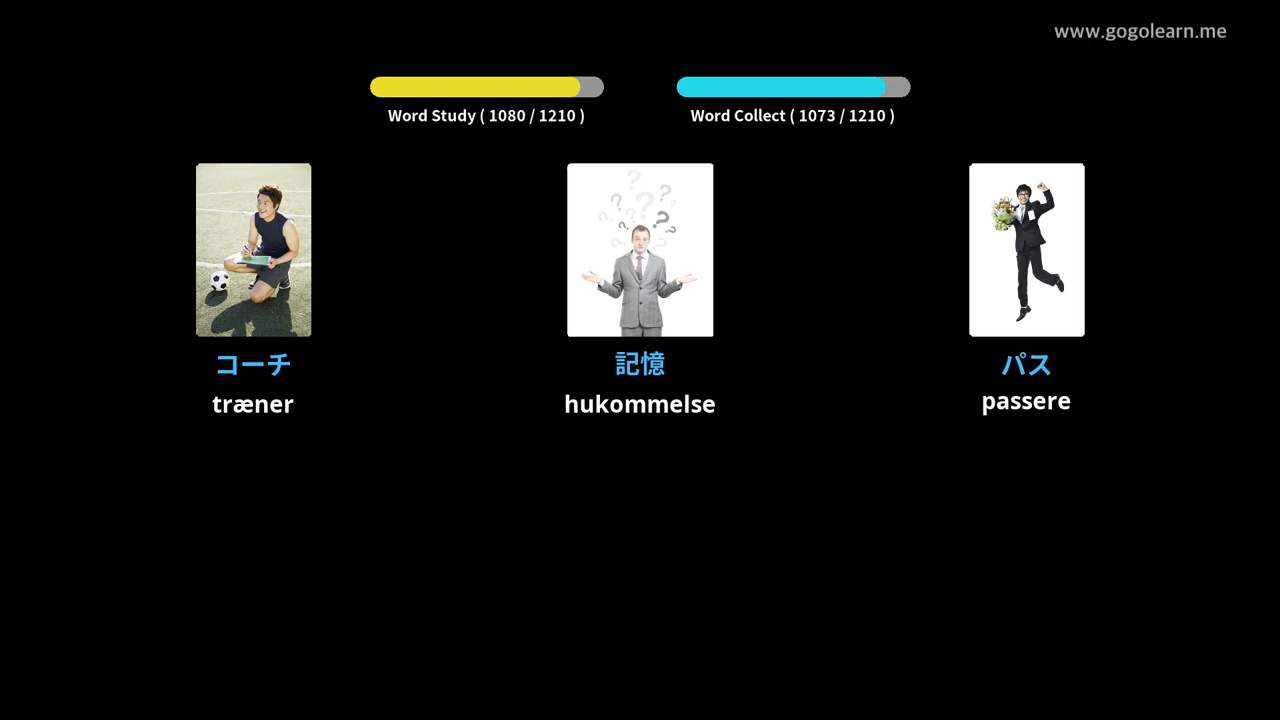 www.gogolearn.me
Word Study ( 1080 / 1210 )
Word Collect ( 1073 / 1210 )
コーチ
træner
記憶
hukommelse
パス
passere